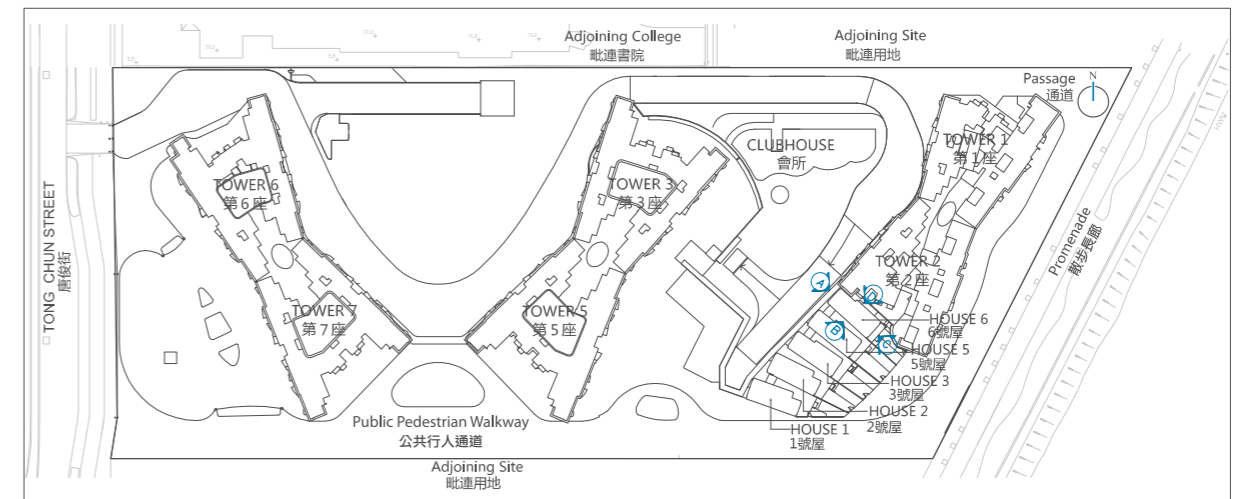 Adjoining College
毗連書院
Adjoining Site
毗連用地
Passage
通道
N
HWM
CLUBHOUSE
會所
TOWER 1
第1座
TOWER 6
第6座
TOWER 3
第3座
TONG CHUN STREET
唐俊街
Promenade
散步長廊
TOWER 2
第2座
A
D
TOWER 7
第7座
TOWER 5
第5座
B
C
HOUSE 6
6號屋
HOUSE 5
5號屋
HOUSE 3
3號屋
HOUSE 2
2號屋
HOUSE 1
1號屋
Public Pedestrian Walkway
公共行人通道
Adjoining Site
毗連用地